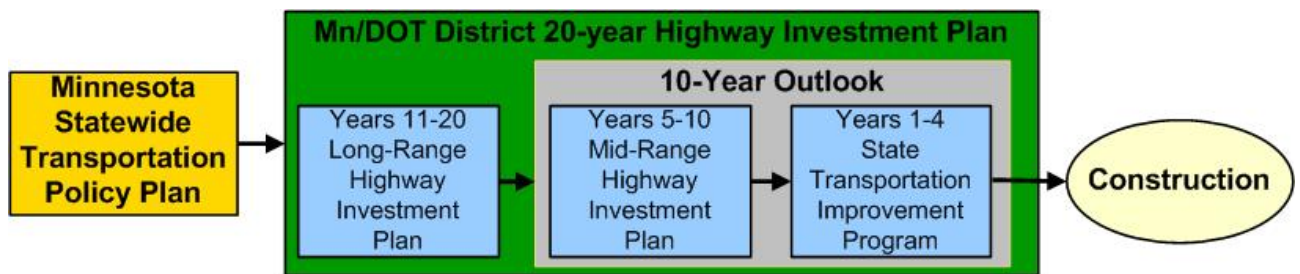 Mn/DOT District 20-year Highway Investment Plan
Minnesota
Statewide
Transportation
Policy Plan
10-Year Outlook
Years 11-20
Long-Range
Highway
Investment
Plan
Years 5-10
Mid-Range
Highway
Investment
Plan
Years 1-4
State
Transportation
Improvement
Program
Construction